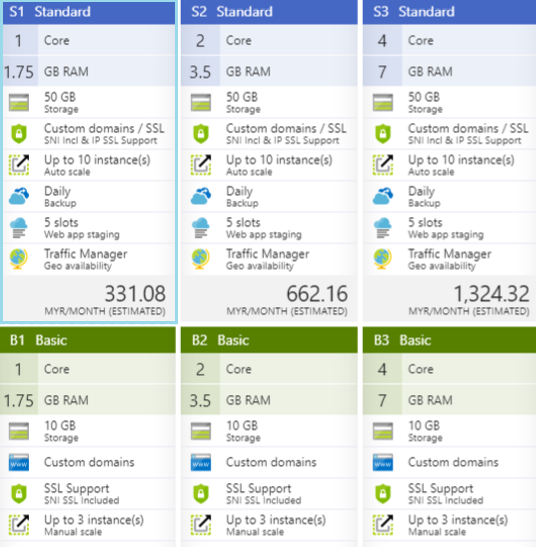 S1 Standard
1 Core
1.75 GB RAM
50 GB
Storage
Custom domains / SSL
SNI Incl & IP SSL Support
Up to 10 instance(s)
Auto scale
Daily
Backup
5 slots
Web app staging
Traffic Manager
Geo availability
331.08
MYR/MONTH (ESTIMATED)
S2 Standard
2 Core
3.5 GB RAM
50 GB
Storage
Custom domains / SSL
SNI Incl & IP SSL Support
Up to 10 instance(s)
Auto scale
Daily
Backup
5 slots
Web app staging
Traffic Manager
Geo availability
662.16
MYR/MONTH (ESTIMATED)
S3 Standard
4 Core
7 GB RAM
50 GB
Storage
Custom domains / SSL
SNI Incl & IP SSL Support
Up to 10 instance(s)
Auto scale
Daily
Backup
5 slots
Web app staging
Traffic Manager
Geo availability
1,324.32
MYR/MONTH (ESTIMATED)
B1 Basic
1 Core
1.75 GB RAM
10 GB
Storage
www Custom domains
SSL Support
SNI SSL Included
Up to 3 instance(s)
Manual scale
B2 Basic
2 Core
3.5 GB RAM
10 GB
Storage
www Custom domains
SSL Support
SNI SSL Included
Up to 3 instance(s)
Manual scale
B3 Basic
4 Core
7 GB RAM
10 GB
Storage
www Custom domains
SSL Support
SNI SSL Included
Up to 3 instance(s)
Manual scale